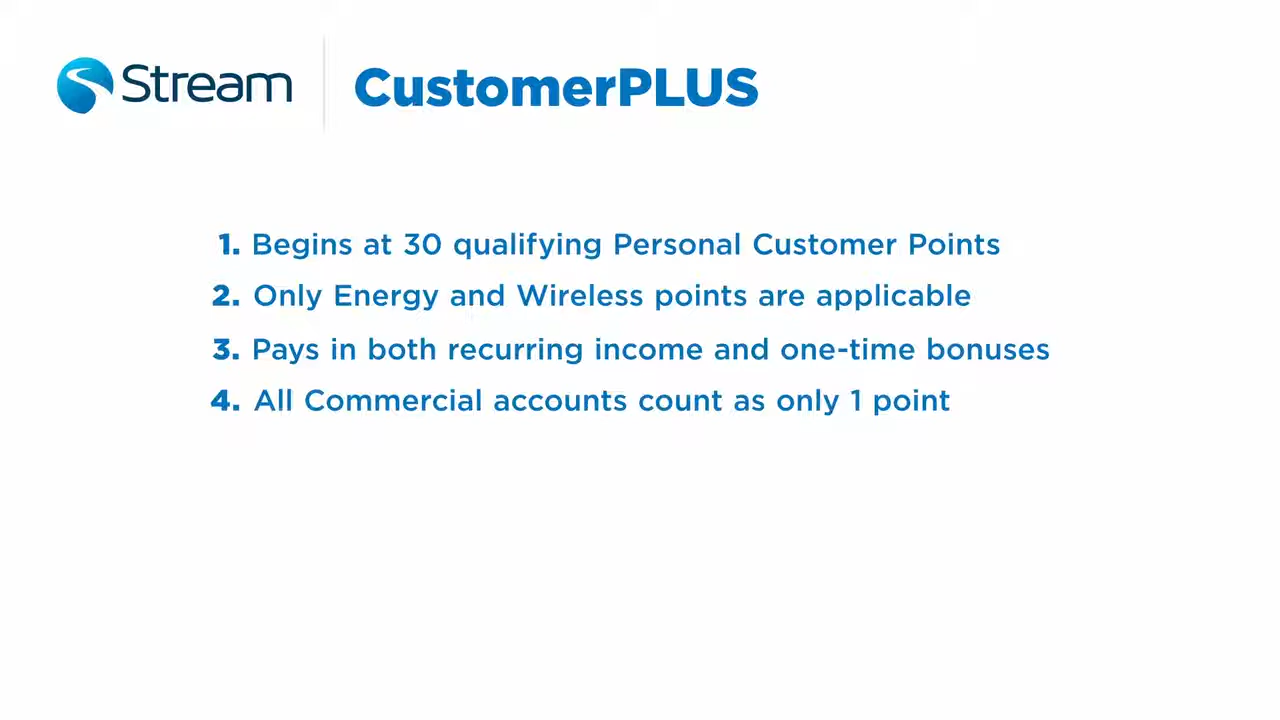 Stream
CustomerPLUS
1. Begins at 30 qualifying Personal Customer Points
2. Only Energy and Wireless points are applicable
3. Pays in both recurring income and one-time bonuses
4. All Commercial accounts count as only 1 point